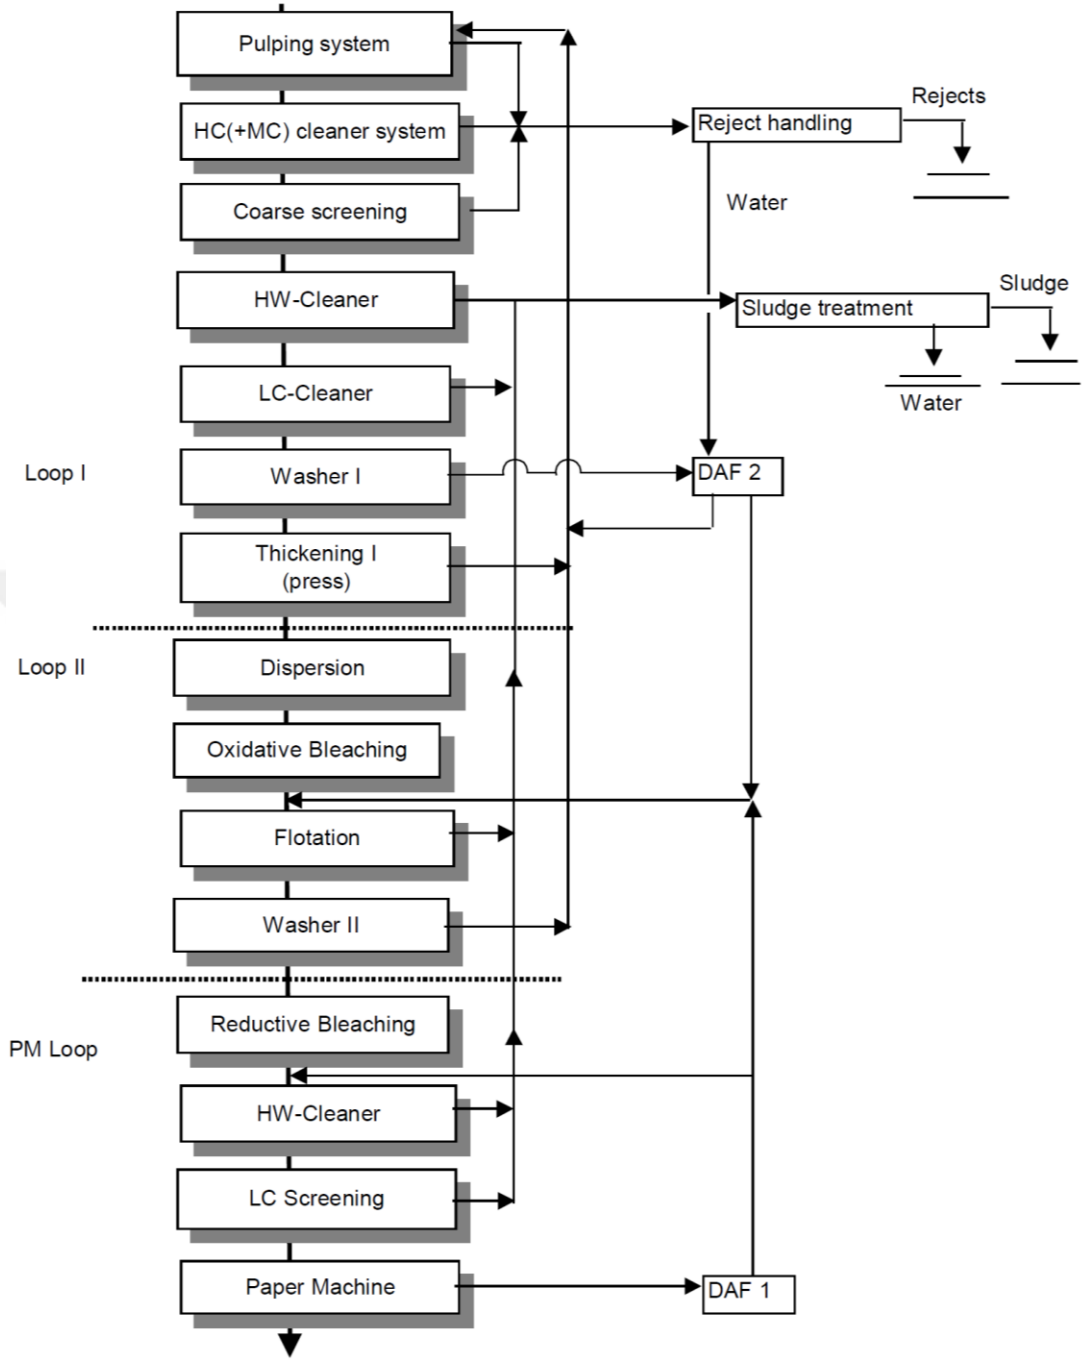 Pulping system
Rejects
HC(+MC) cleaner system
Reject handling
Water
Coarse screening
HW-Cleaner
Sludge
Sludge treatment
LC-Cleaner
Water
Loop I
Washer I
DAF 2
Thickening I
(press)
Loop II
Dispersion
Oxidative Bleaching
Flotation
Washer II
Reductive Bleaching
PM Loop
HW-Cleaner
LC Screening
Paper Machine
DAF 1